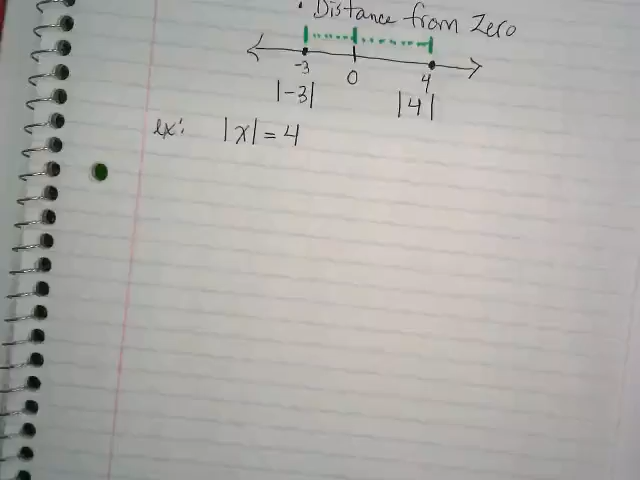 · Distance from Zero
-3 0 4
|-3| |4|
ex: |x| = 4